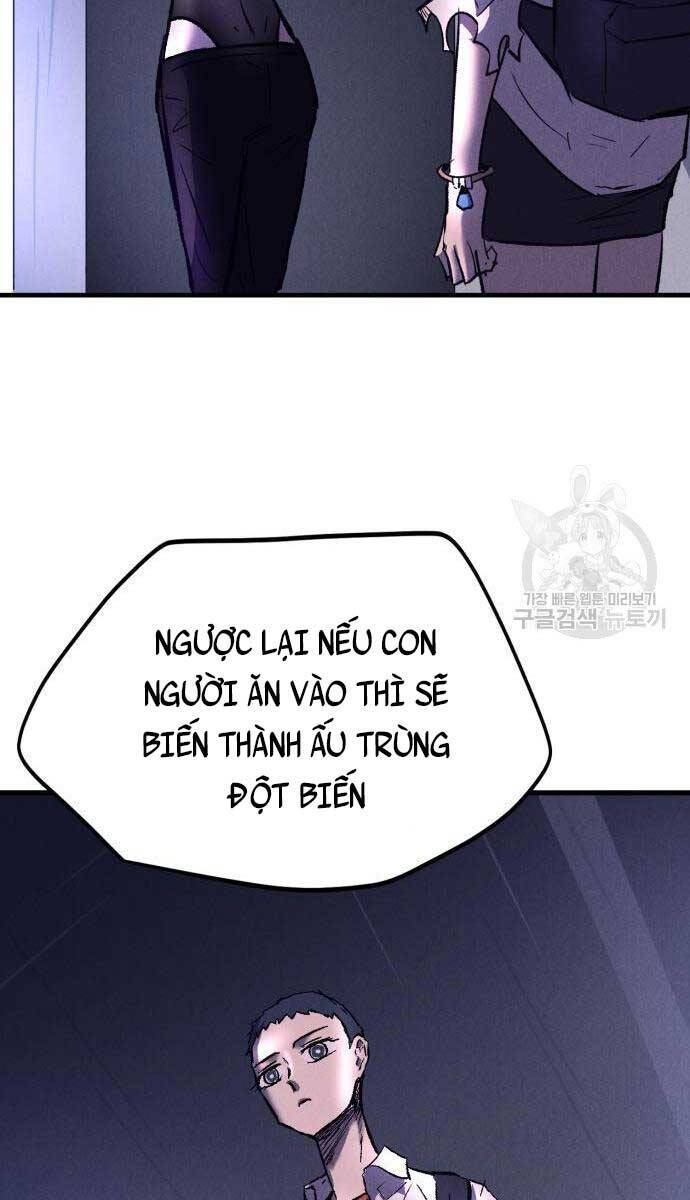 가장 빠른 웹툰 미리보기
구글검색 뉴토끼
NGƯỢC LẠI NẾU CON
NGƯỜI ĂN VÀO THÌ SẼ
BIẾN THÀNH ẤU TRÙNG
ĐỘT BIẾN